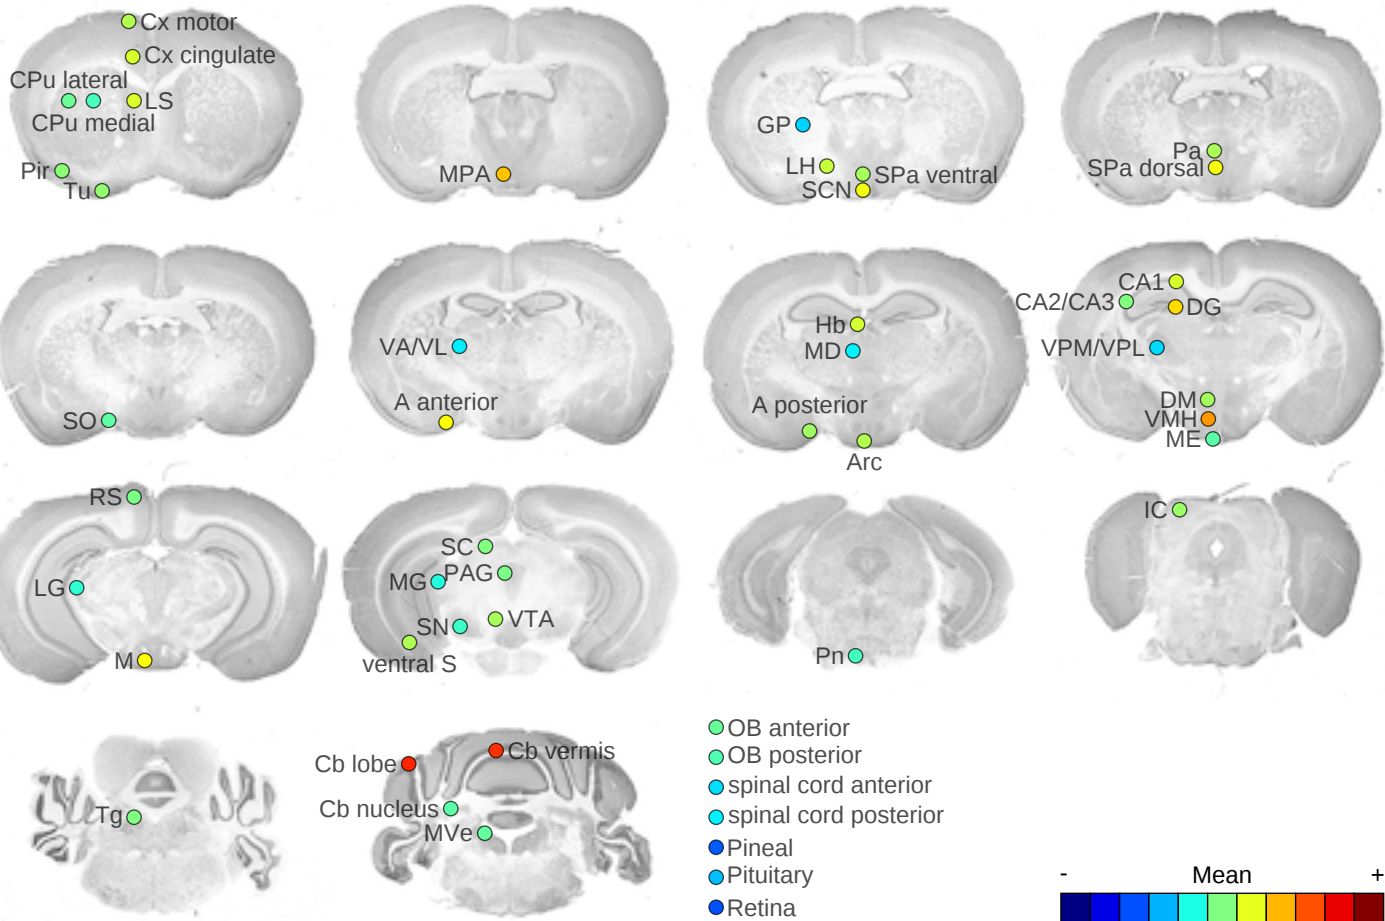 Cx motor
Cx cingulate
CPu lateral
LS
CPu medial
Pir
Tu
MPA
GP
LH
SPa ventral
SCN
Pa
SPa dorsal
SO
VA/VL
A anterior
Hb
MD
A posterior
Arc
CA1
CA2/CA3
DG
VPM/VPL
DM
VMH
ME
RS
LG
M
SC
MG
PAG
SN
VTA
ventral S
Pn
IC
Tg
Cb lobe
Cb vermis
Cb nucleus
MVe
OB anterior
OB posterior
spinal cord anterior
spinal cord posterior
Pineal
Pituitary
Retina
- Mean +